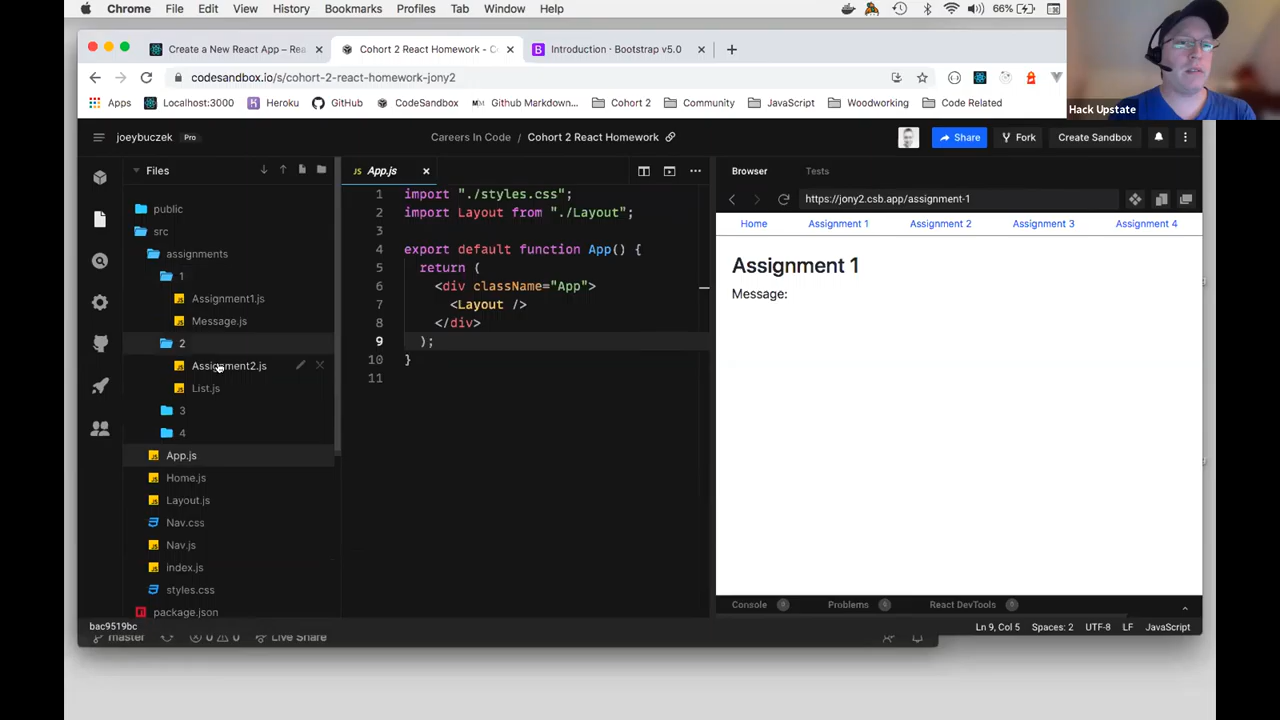 Chrome File Edit View History Bookmarks Profiles Tab Window Help 66%
Create a New React App – Rea Cohort 2 React Homework - C Introduction · Bootstrap v5.0
codesandbox.io/s/cohort-2-react-homework-jony2
Apps Localhost:3000 Heroku GitHub CodeSandbox Github Markdown... Cohort 2 Community JavaScript Woodworking Code Related
Hack Upstate
joeybuczek Pro Careers In Code / Cohort 2 React Homework Share Fork Create Sandbox
Files
public
src
assignments
1
Assignment1.js
Message.js
2
Assignment2.js
List.js
3
4
App.js
Home.js
Layout.js
Nav.css
Nav.js
index.js
styles.css
package.json
App.js
1 import "./styles.css";
2 import Layout from "./Layout";
3
4 export default function App() {
5 return (
6 <div className="App">
7 <Layout />
8 </div>
9 );
10 }
11
Browser Tests
https://jony2.csb.app/assignment-1
Home Assignment 1 Assignment 2 Assignment 3 Assignment 4
Assignment 1
Message:
Console 0 Problems 0 React DevTools 0
bac9519bc Ln 9, Col 5 Spaces: 2 UTF-8 LF JavaScript
master 0 0 Live Share